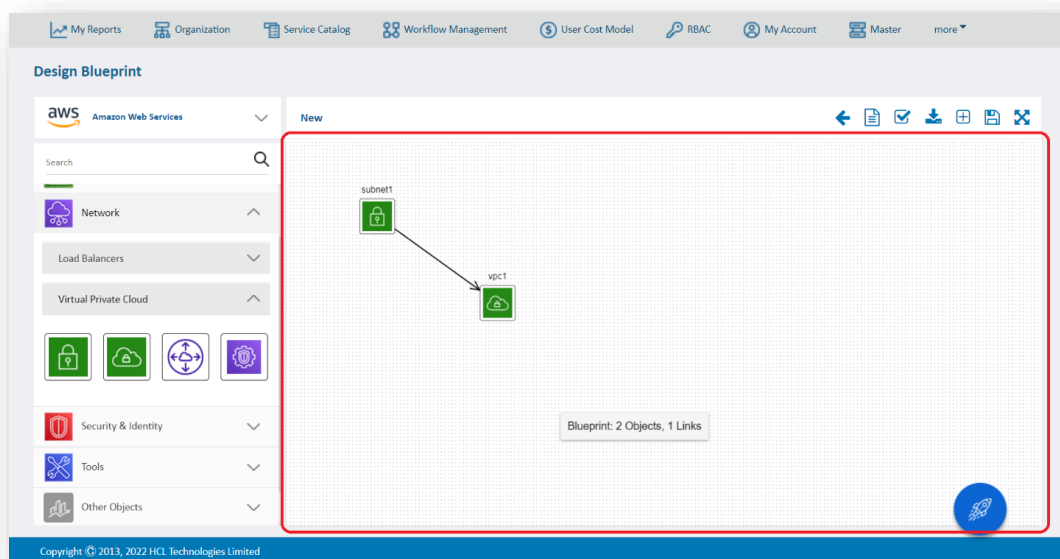 My Reports Organization Service Catalog Workflow Management User Cost Model RBAC My Account Master more
Design Blueprint
aws Amazon Web Services
New
Search
Network
Load Balancers
Virtual Private Cloud
Security & Identity
Tools
Other Objects
subnet1
vpc1
Blueprint: 2 Objects, 1 Links
Copyright © 2013, 2022 HCL Technologies Limited